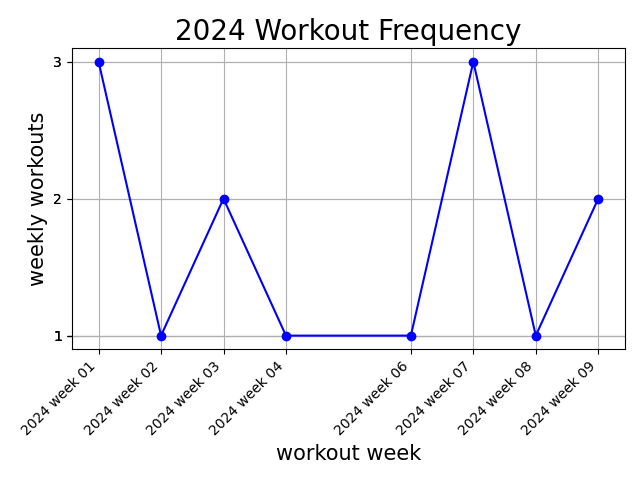 2024 Workout Frequency
weekly workouts
3
2
1
2024 week 01
2024 week 02
2024 week 03
2024 week 04
2024 week 06
2024 week 07
2024 week 08
2024 week 09
workout week